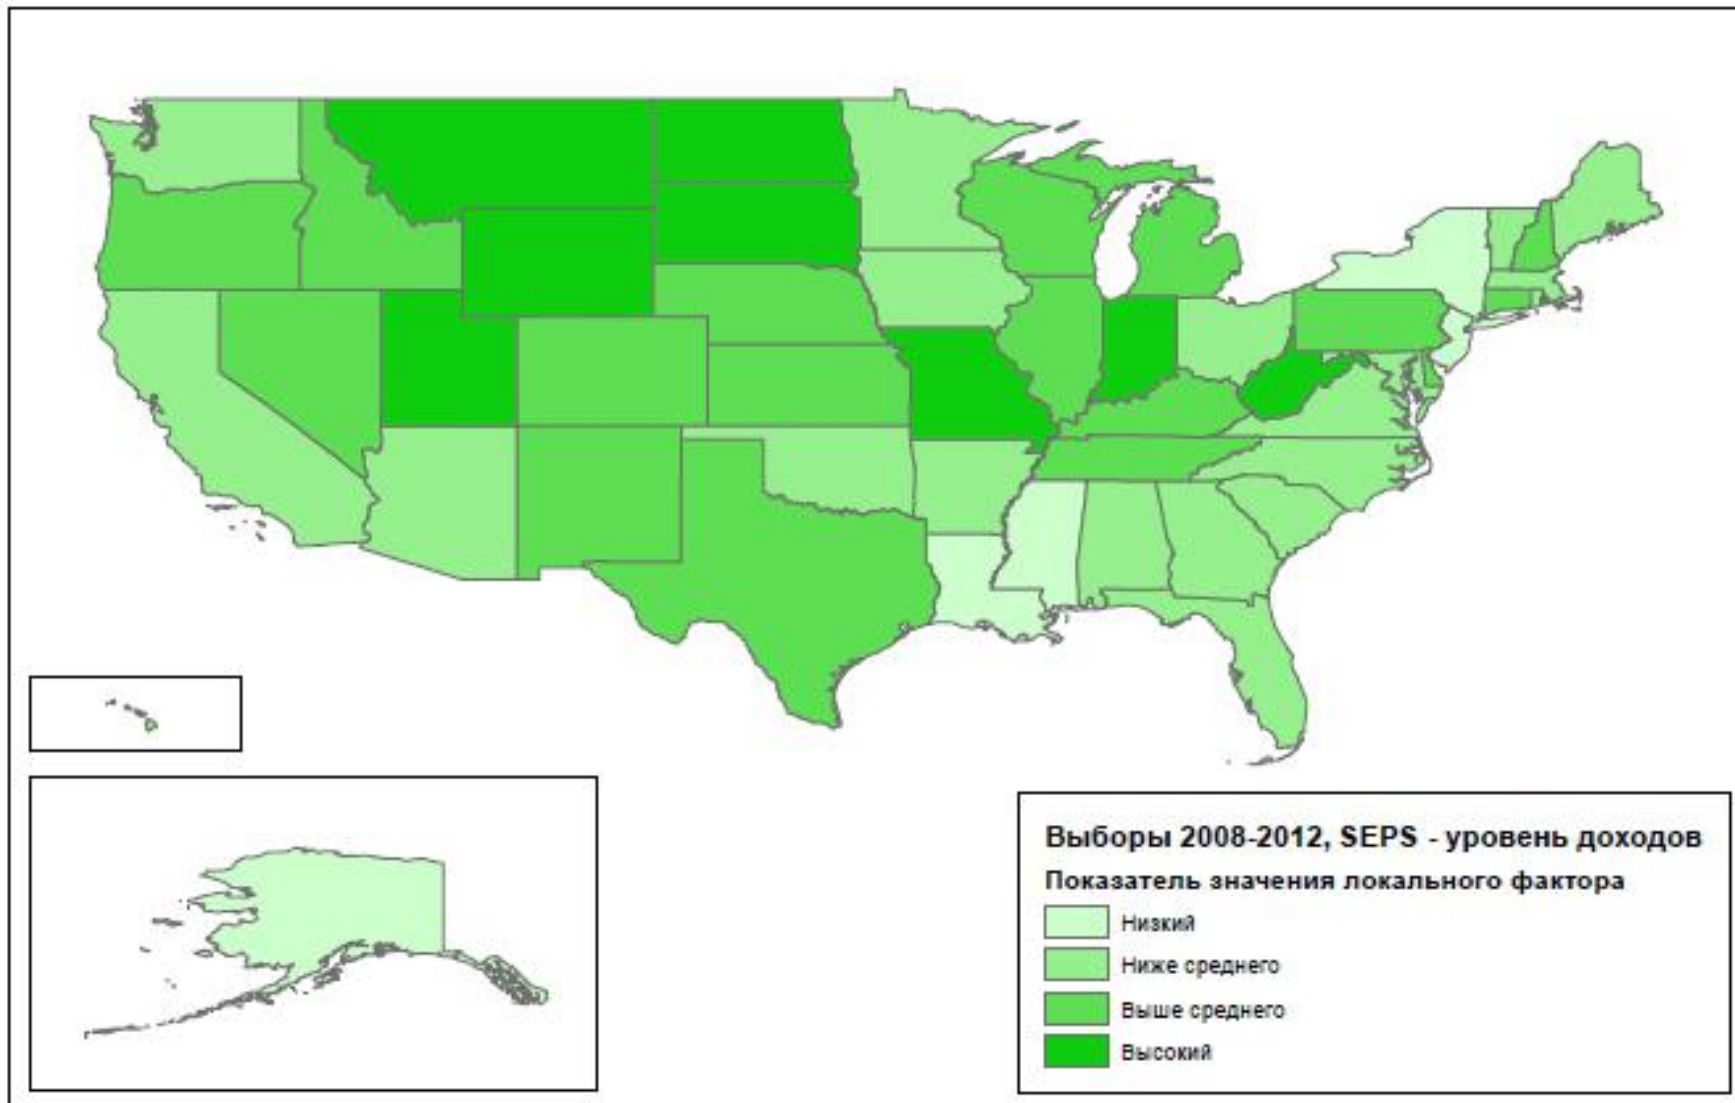 Выборы 2008-2012, SEPS - уровень доходов
Показатель значения локального фактора
Низкий
Ниже среднего
Выше среднего
Высокий